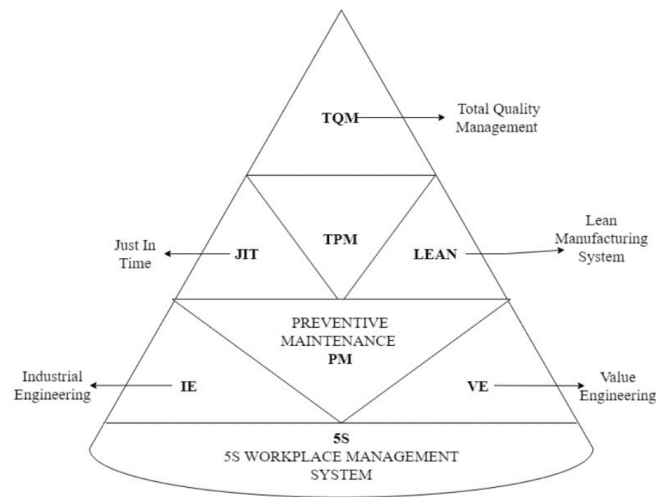 TQM
Total Quality
Management
Just In
Time
JIT
TPM
LEAN
Lean
Manufacturing
System
PREVENTIVE
MAINTENANCE
PM
Industrial
Engineering
IE
VE
Value
Engineering
5S
5S WORKPLACE MANAGEMENT
SYSTEM